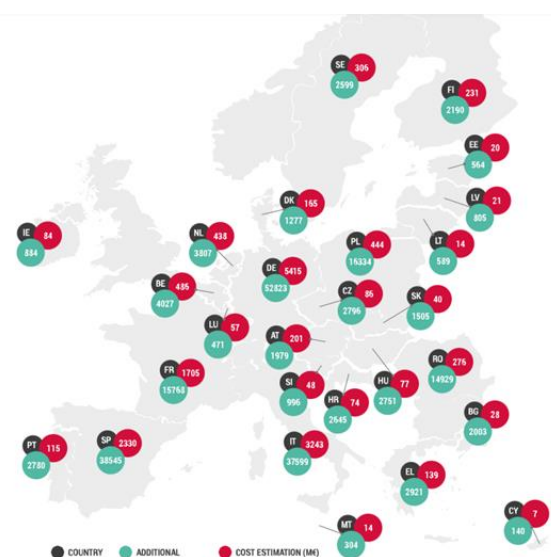 SE 306
2599
FI 231
2190
EE 20
564
LV 21
805
DK 165
1277
IE 84
884
NL 438
3807
PL 444
16334
LT 14
589
DE 5415
52823
BE 486
4027
CZ 86
2796
SK 40
1505
LU 57
471
AT 201
1979
FR 1705
15768
SI 48
996
HR 74
2645
HU 77
2751
RO 276
14929
BG 28
2003
PT 115
2780
SP 2330
38545
IT 3243
37599
EL 139
2921
MT 14
304
CY 7
140
COUNTRY ADDITIONAL COST ESTIMATION (M€)